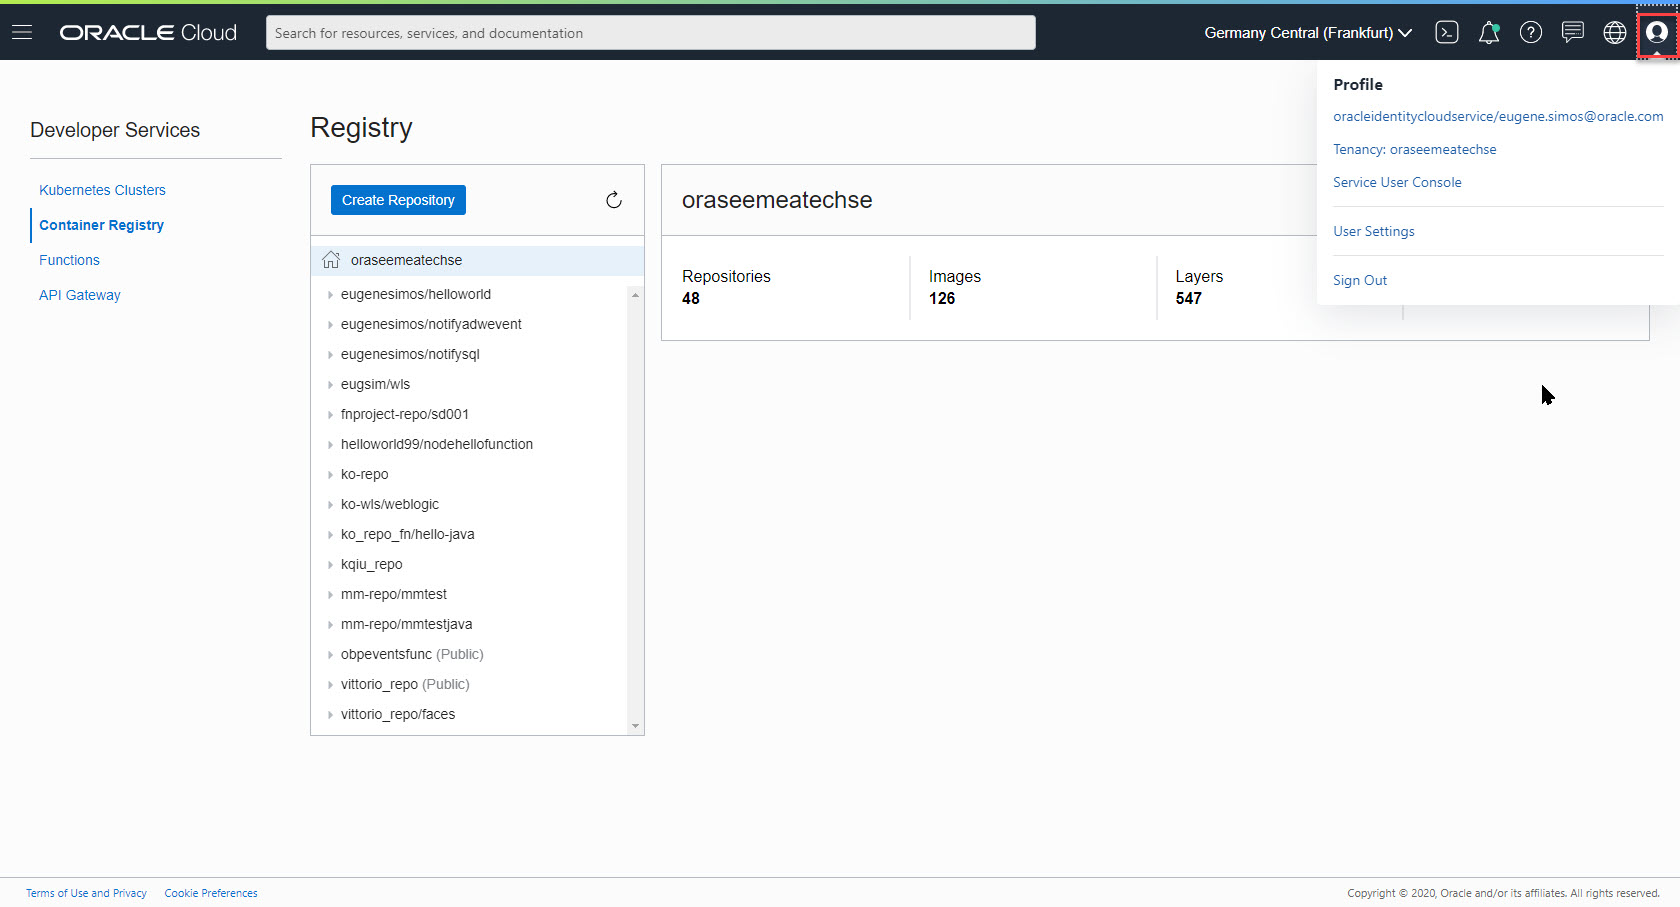 ORACLE Cloud
Search for resources, services, and documentation
Germany Central (Frankfurt)
Profile
oracleidentitycloudservice/eugene.simos@oracle.com
Tenancy: oraseemeatechse
Service User Console
User Settings
Sign Out
Developer Services
Kubernetes Clusters
Container Registry
Functions
API Gateway
Registry
Create Repository
oraseemeatechse
eugenesimos/helloworld
eugenesimos/notifyadwevent
eugenesimos/notifysql
eugsim/wls
fnproject-repo/sd001
helloworld99/nodehellofunction
ko-repo
ko-wls/weblogic
ko_repo_fn/hello-java
kqiu_repo
mm-repo/mmtest
mm-repo/mmtestjava
obpeventsfunc (Public)
vittorio_repo (Public)
vittorio_repo/faces
oraseemeatechse
Repositories
48
Images
126
Layers
547
Terms of Use and Privacy
Cookie Preferences
Copyright © 2020, Oracle and/or its affiliates. All rights reserved.